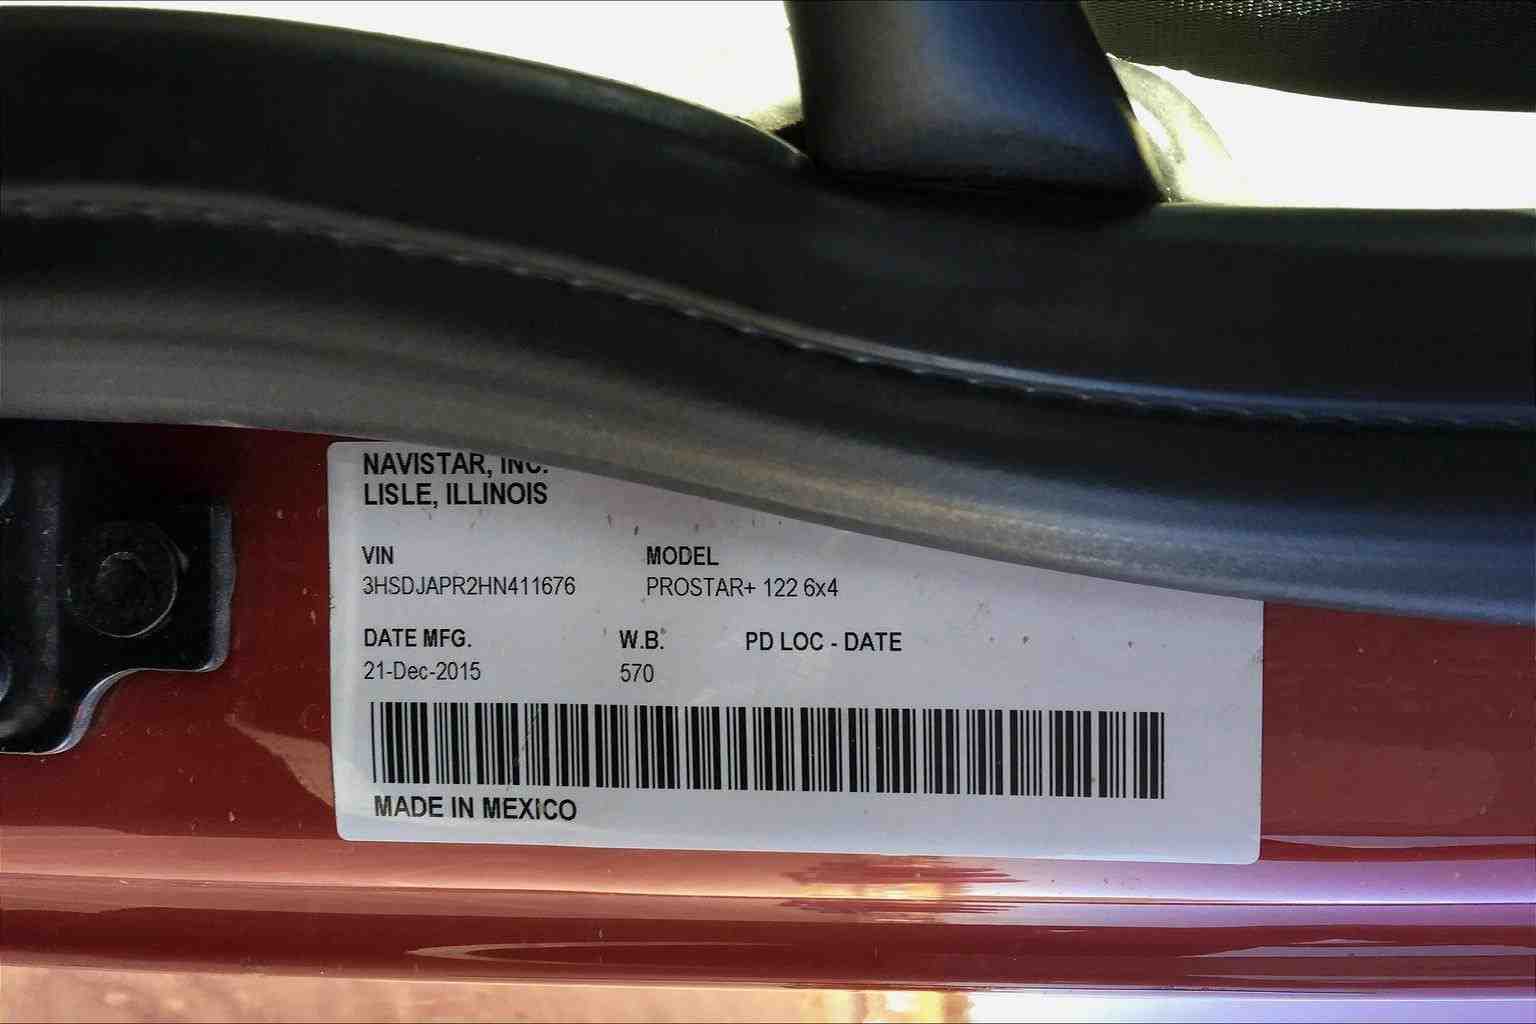 NAVISTAR, INC.
LISLE, ILLINOIS
VIN MODEL
3HSDJAPR2HN411676 PROSTAR+ 122 6x4
DATE MFG. W.B. PD LOC - DATE
21-Dec-2015 570
MADE IN MEXICO